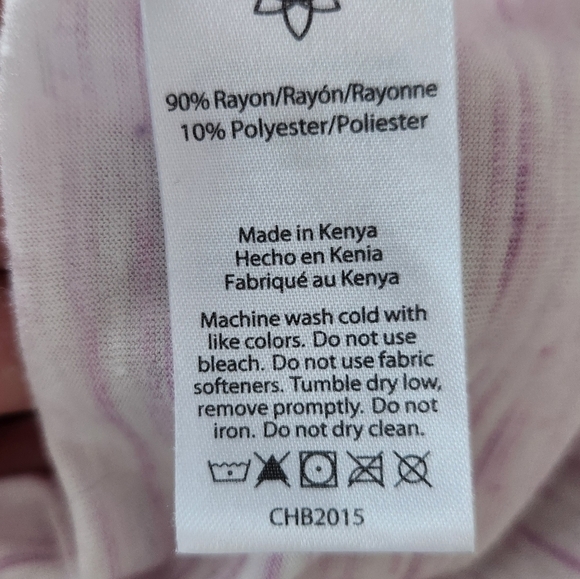 90% Rayon/Rayón/Rayonne
10% Polyester/Poliester
Made in Kenya
Hecho en Kenia
Fabriqué au Kenya
Machine wash cold with
like colors. Do not use
bleach. Do not use fabric
softeners. Tumble dry low,
remove promptly. Do not
iron. Do not dry clean.
CHB2015